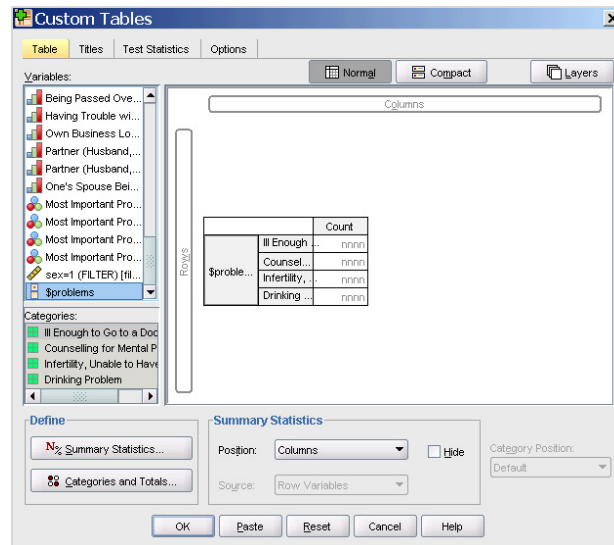 Custom Tables
Table Titles Test Statistics Options
Variables:
Normal Compact Layers
Being Passed Ove...
Having Trouble wi...
Own Business Lo...
Partner (Husband,...
Partner (Husband,...
One's Spouse Bei...
Most Important Pro...
Most Important Pro...
Most Important Pro...
Most Important Pro...
sex=1 (FILTER) [fil...
$problems
Categories:
Ill Enough to Go to a Doc
Counselling for Mental P
Infertility, Unable to Have
Drinking Problem
Columns
Rows
Count
$proble...
Ill Enough ... nnnn
Counsel... nnnn
Infertility, ... nnnn
Drinking ... nnnn
Define
N% Summary Statistics...
Categories and Totals...
Summary Statistics
Position: Columns Hide
Source: Row Variables
Category Position:
Default
OK Paste Reset Cancel Help